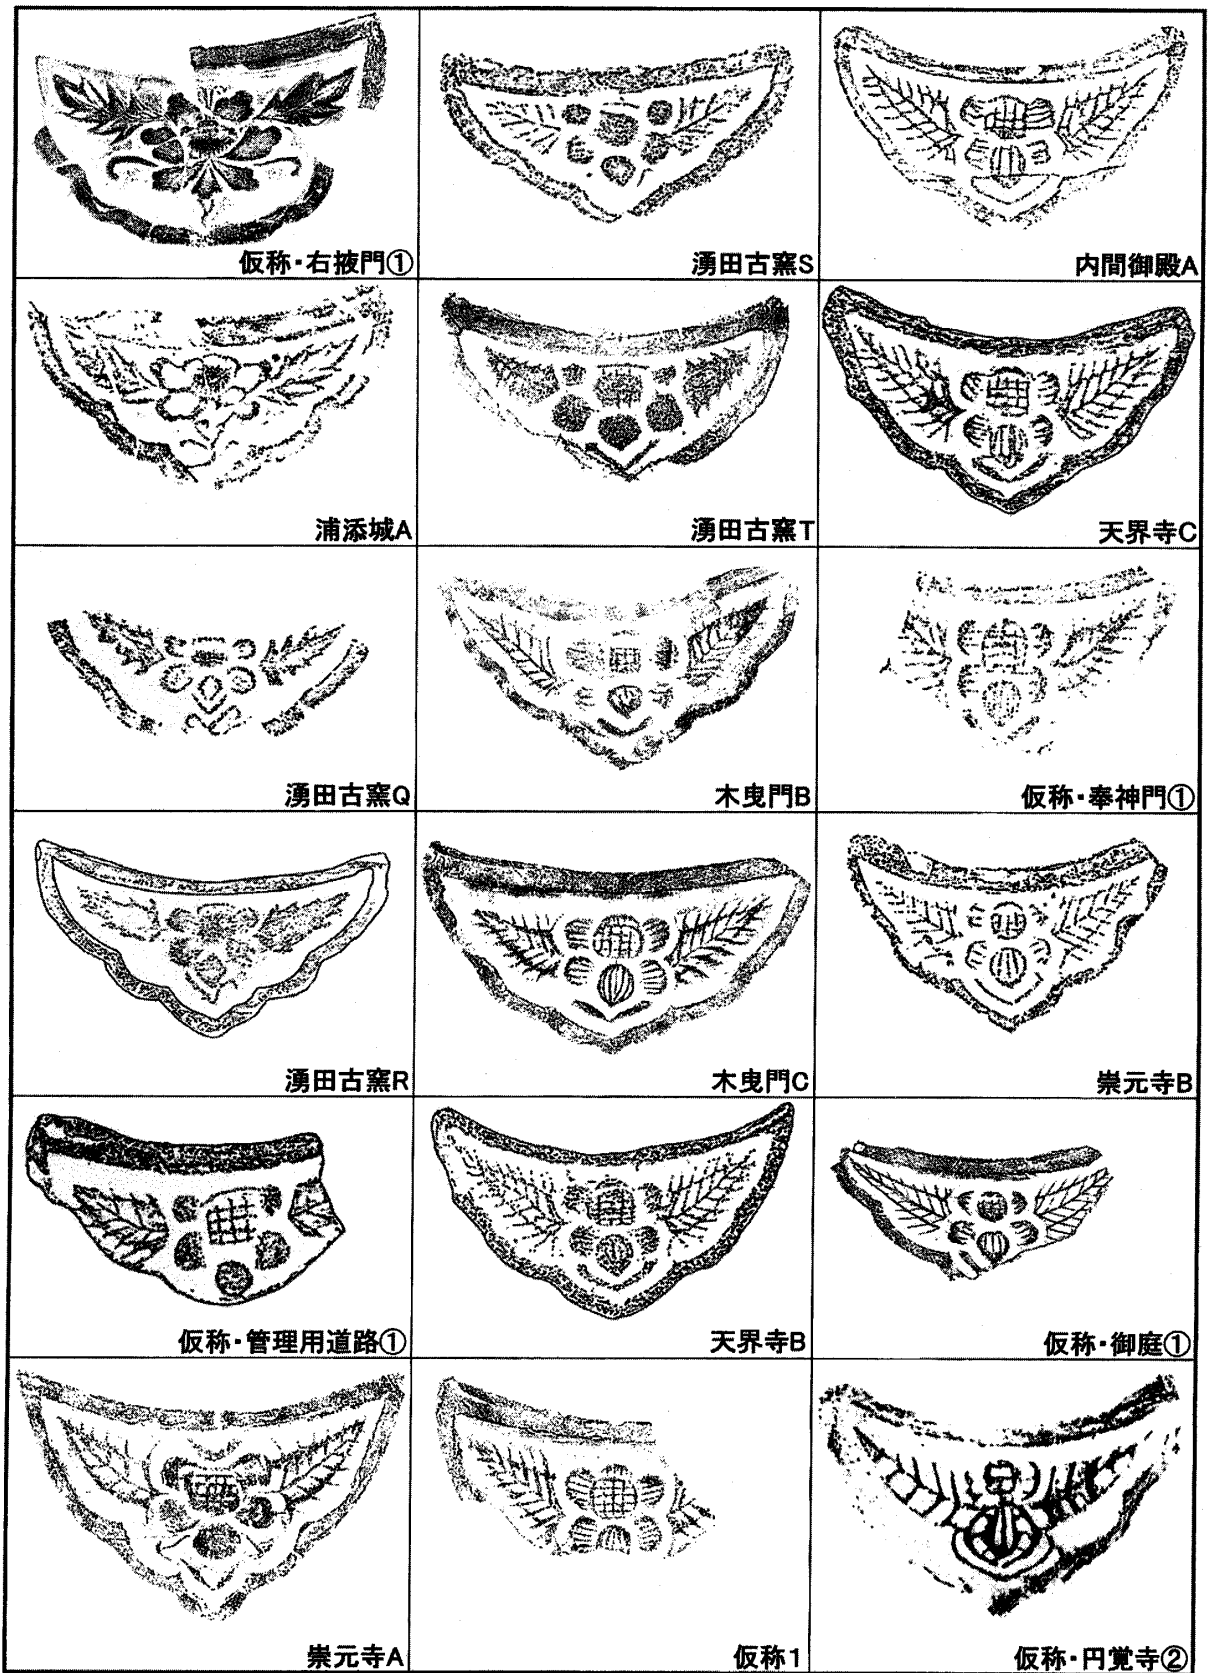 仮称・右掖門①
湧田古窯S
内間御殿A
浦添城A
湧田古窯T
天界寺C
湧田古窯Q
木曳門B
仮称・奉神門①
湧田古窯R
木曳門C
崇元寺B
仮称・管理用道路①
天界寺B
仮称・御庭①
崇元寺A
仮称1
仮称・円覚寺②